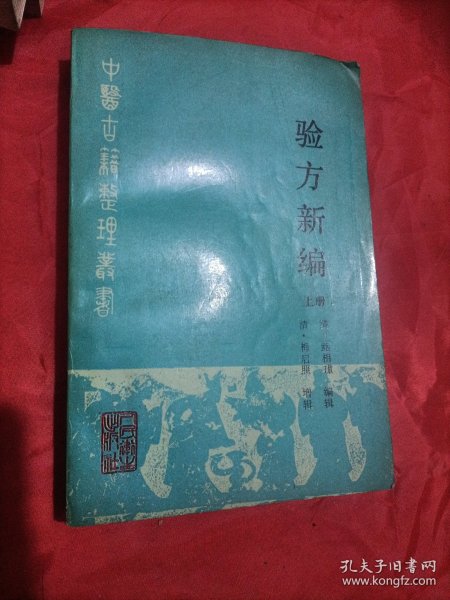 中醫古籍整理叢書
验方新编
上册
清·鲍相璈 编辑
清·梅启照 增辑
孔夫子旧书网
www.kongfz.com